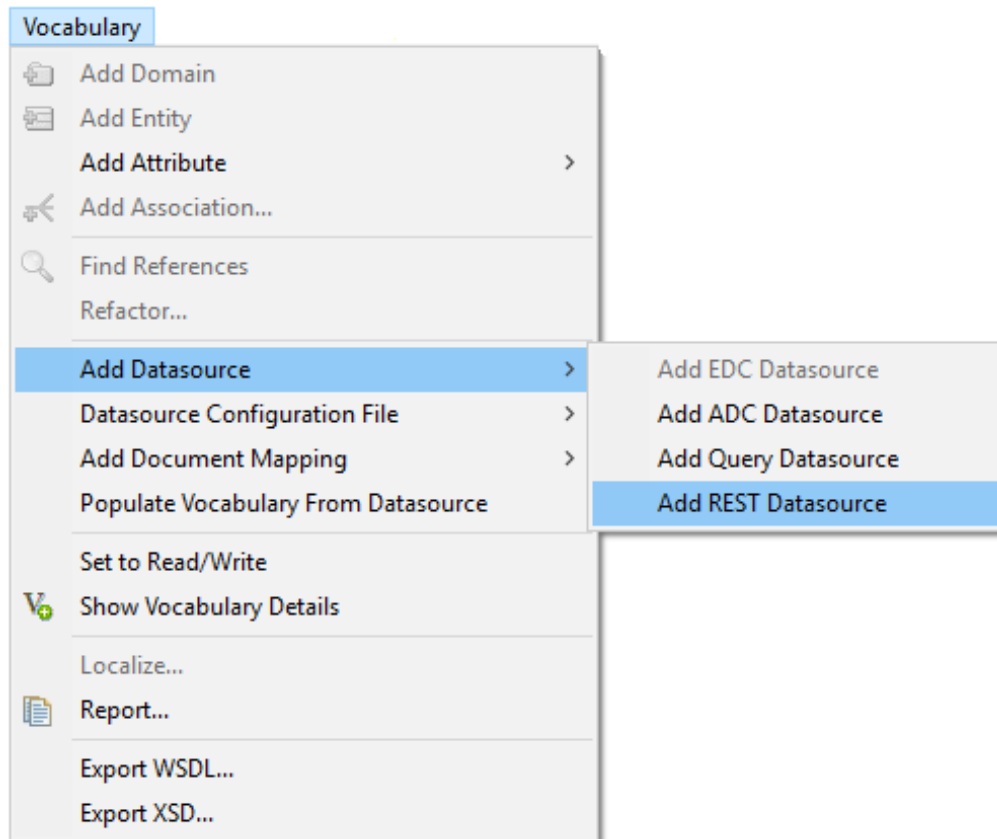 Vocabulary
Add Domain
Add Entity
Add Attribute
Add Association...
Find References
Refactor...
Add Datasource
Datasource Configuration File
Add Document Mapping
Populate Vocabulary From Datasource
Add EDC Datasource
Add ADC Datasource
Add Query Datasource
Add REST Datasource
Set to Read/Write
Show Vocabulary Details
Localize...
Report...
Export WSDL...
Export XSD...